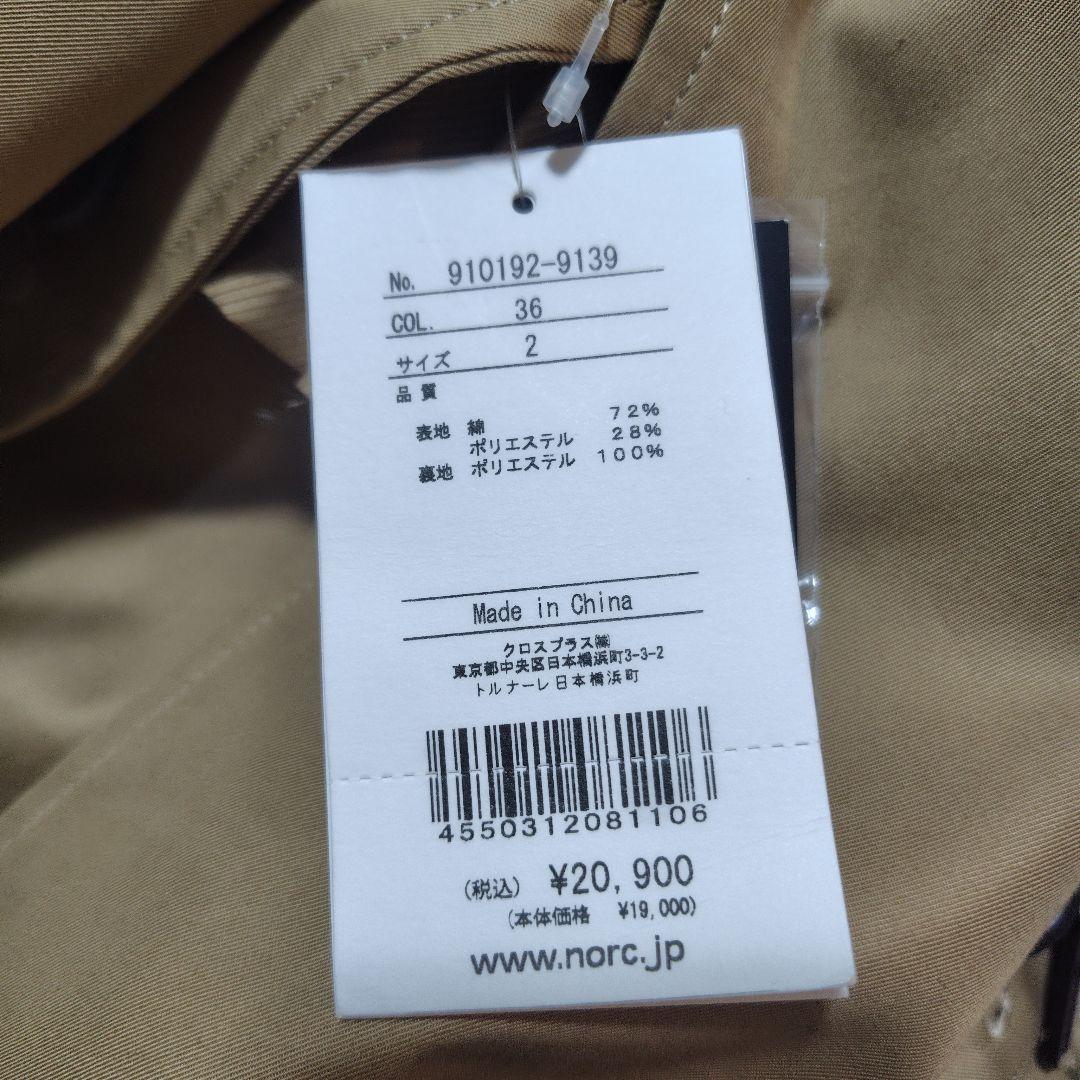 No. 910192-9139
COL. 36
サイズ 2
品質
表地 綿 72%
ポリエステル 28%
裏地 ポリエステル 100%
Made in China
クロスプラス㈱
東京都中央区日本橋浜町3-3-2
トルナーレ日本橋浜町
4550312081106
(税込) ¥20,900
(本体価格 ¥19,000)
www.norc.jp